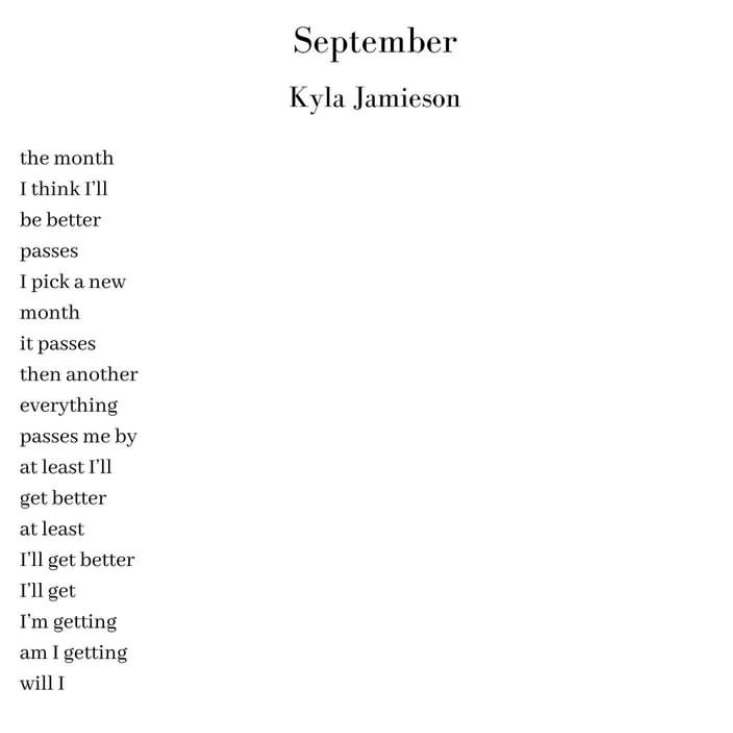 September
Kyla Jamieson
the month
I think I'll
be better
passes
I pick a new
month
it passes
then another
everything
passes me by
at least I'll
get better
at least
I'll get better
I'll get
I'm getting
am I getting
will I